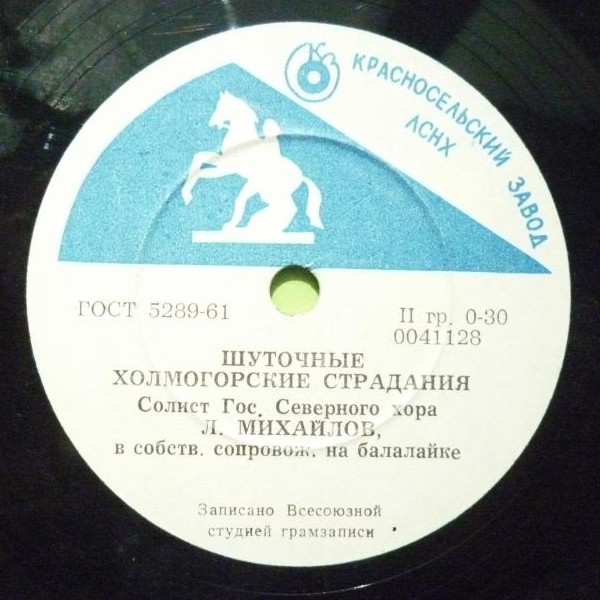 КРАСНОСЕЛЬСКИЙ ЗАВОД
ЛСНХ
ГОСТ 5289-61
II гр. 0-30
0041128
ШУТОЧНЫЕ
ХОЛМОГОРСКИЕ СТРАДАНИЯ
Солист Гос. Северного хора
Л. МИХАЙЛОВ,
в собств. сопровож. на балалайке
Записано Всесоюзной
студией грамзаписи